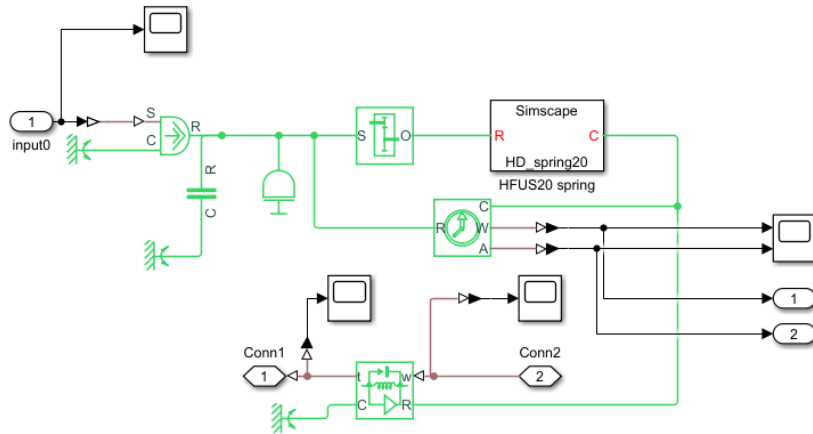 1
input0
S
C
R
R
C
S
O
Simscape
R
C
HD_spring20
HFUS20 spring
R
C
W
A
1
2
Conn1
1
t
w
C
R
Conn2
2